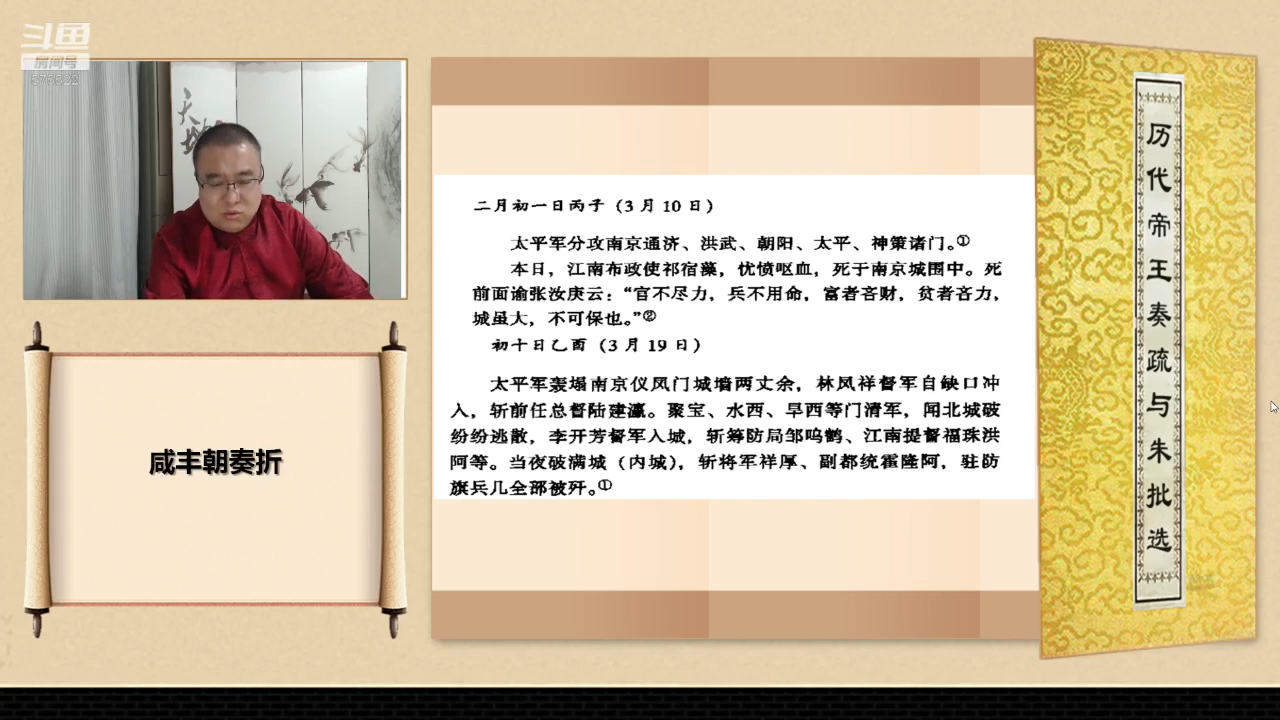 斗鱼
房间号
575522
天
二月初一日丙子（3月10日）
太平军分攻南京通济、洪武、朝阳、太平、神策诸门。①
本日，江南布政使祁宿藻，忧愤呕血，死于南京城围中。死
前面谕张汝庚云：“官不尽力，兵不用命，富者吝财，贫者吝力，
城虽大，不可保也。”②
初十日乙酉（3月19日）
太平军轰塌南京仪凤门城墙两丈余，林凤祥督军自缺口冲
入，斩前任总督陆建瀛。聚宝、水西、旱西等门清军，闻北城破
纷纷逃散，李开芳督军入城，斩筹防局邹鸣鹤、江南提督福珠洪
阿等。当夜破满城（内城），斩将军祥厚、副都统霍隆阿，驻防
旗兵几全部被歼。①
咸丰朝奏折
历代帝王奏疏与朱批选